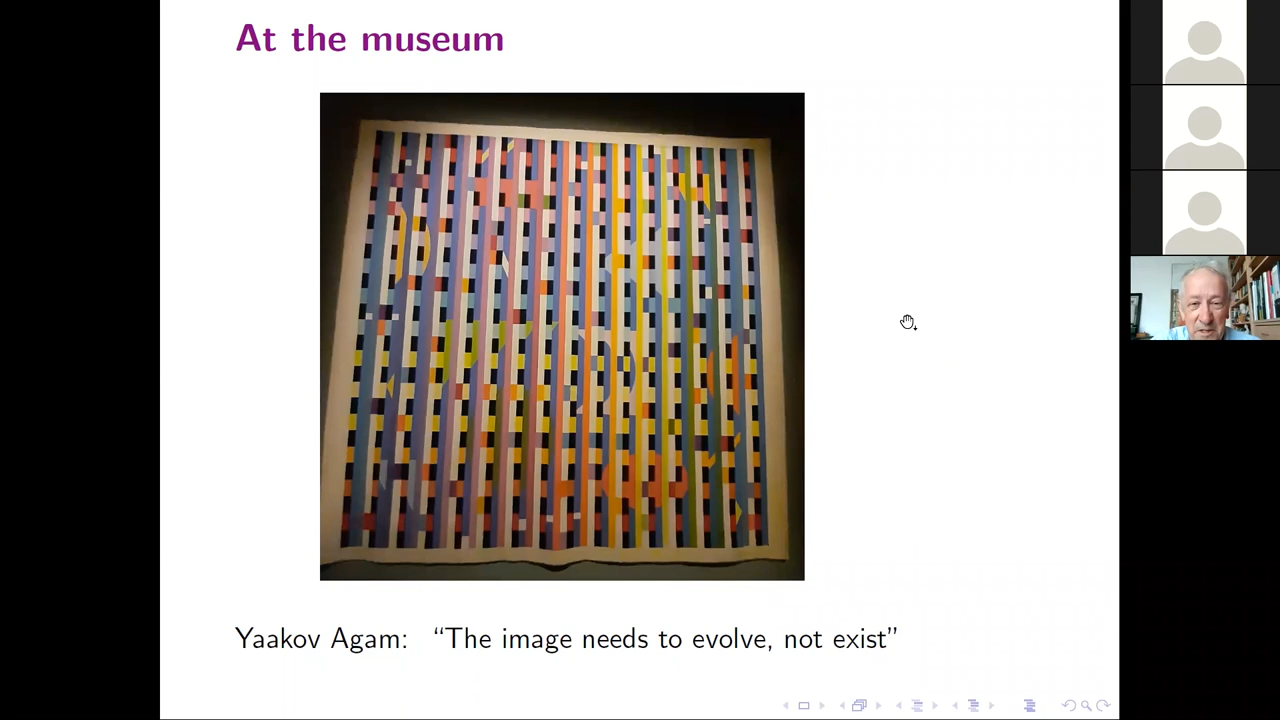 At the museum
Yaakov Agam: “The image needs to evolve, not exist”